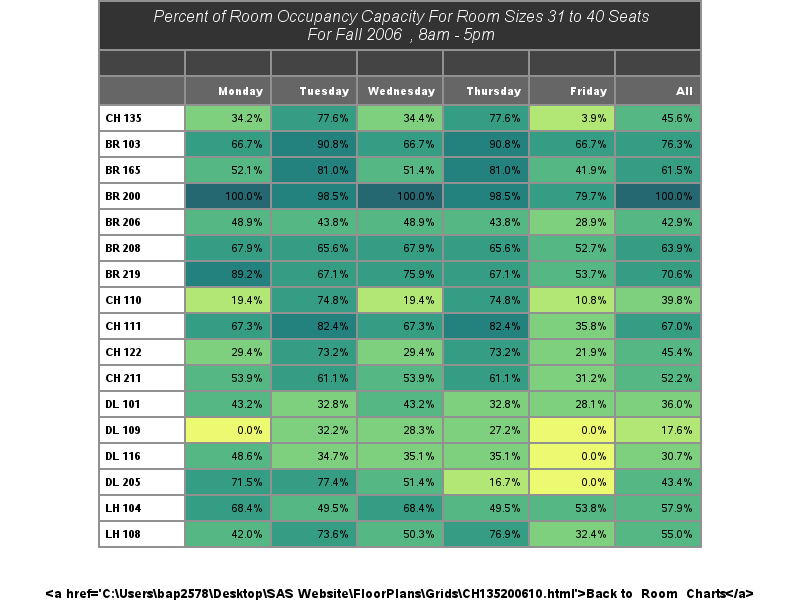 Percent of Room Occupancy Capacity For Room Sizes 31 to 40 Seats
For Fall 2006 , 8am - 5pm
Monday Tuesday Wednesday Thursday Friday All
CH 135 34.2% 77.6% 34.4% 77.6% 3.9% 45.6%
BR 103 66.7% 90.8% 66.7% 90.8% 66.7% 76.3%
BR 165 52.1% 81.0% 51.4% 81.0% 41.9% 61.5%
BR 200 100.0% 98.5% 100.0% 98.5% 79.7% 100.0%
BR 206 48.9% 43.8% 48.9% 43.8% 28.9% 42.9%
BR 208 67.9% 65.6% 67.9% 65.6% 52.7% 63.9%
BR 219 89.2% 67.1% 75.9% 67.1% 53.7% 70.6%
CH 110 19.4% 74.8% 19.4% 74.8% 10.8% 39.8%
CH 111 67.3% 82.4% 67.3% 82.4% 35.8% 67.0%
CH 122 29.4% 73.2% 29.4% 73.2% 21.9% 45.4%
CH 211 53.9% 61.1% 53.9% 61.1% 31.2% 52.2%
DL 101 43.2% 32.8% 43.2% 32.8% 28.1% 36.0%
DL 109 0.0% 32.2% 28.3% 27.2% 0.0% 17.6%
DL 116 48.6% 34.7% 35.1% 35.1% 0.0% 30.7%
DL 205 71.5% 77.4% 51.4% 16.7% 0.0% 43.4%
LH 104 68.4% 49.5% 68.4% 49.5% 53.8% 57.9%
LH 108 42.0% 73.6% 50.3% 76.9% 32.4% 55.0%
<a href='C:\Users\bap2578\Desktop\SAS Website\FloorPlans\Grids\CH135200610.html'>Back to Room Charts</a>